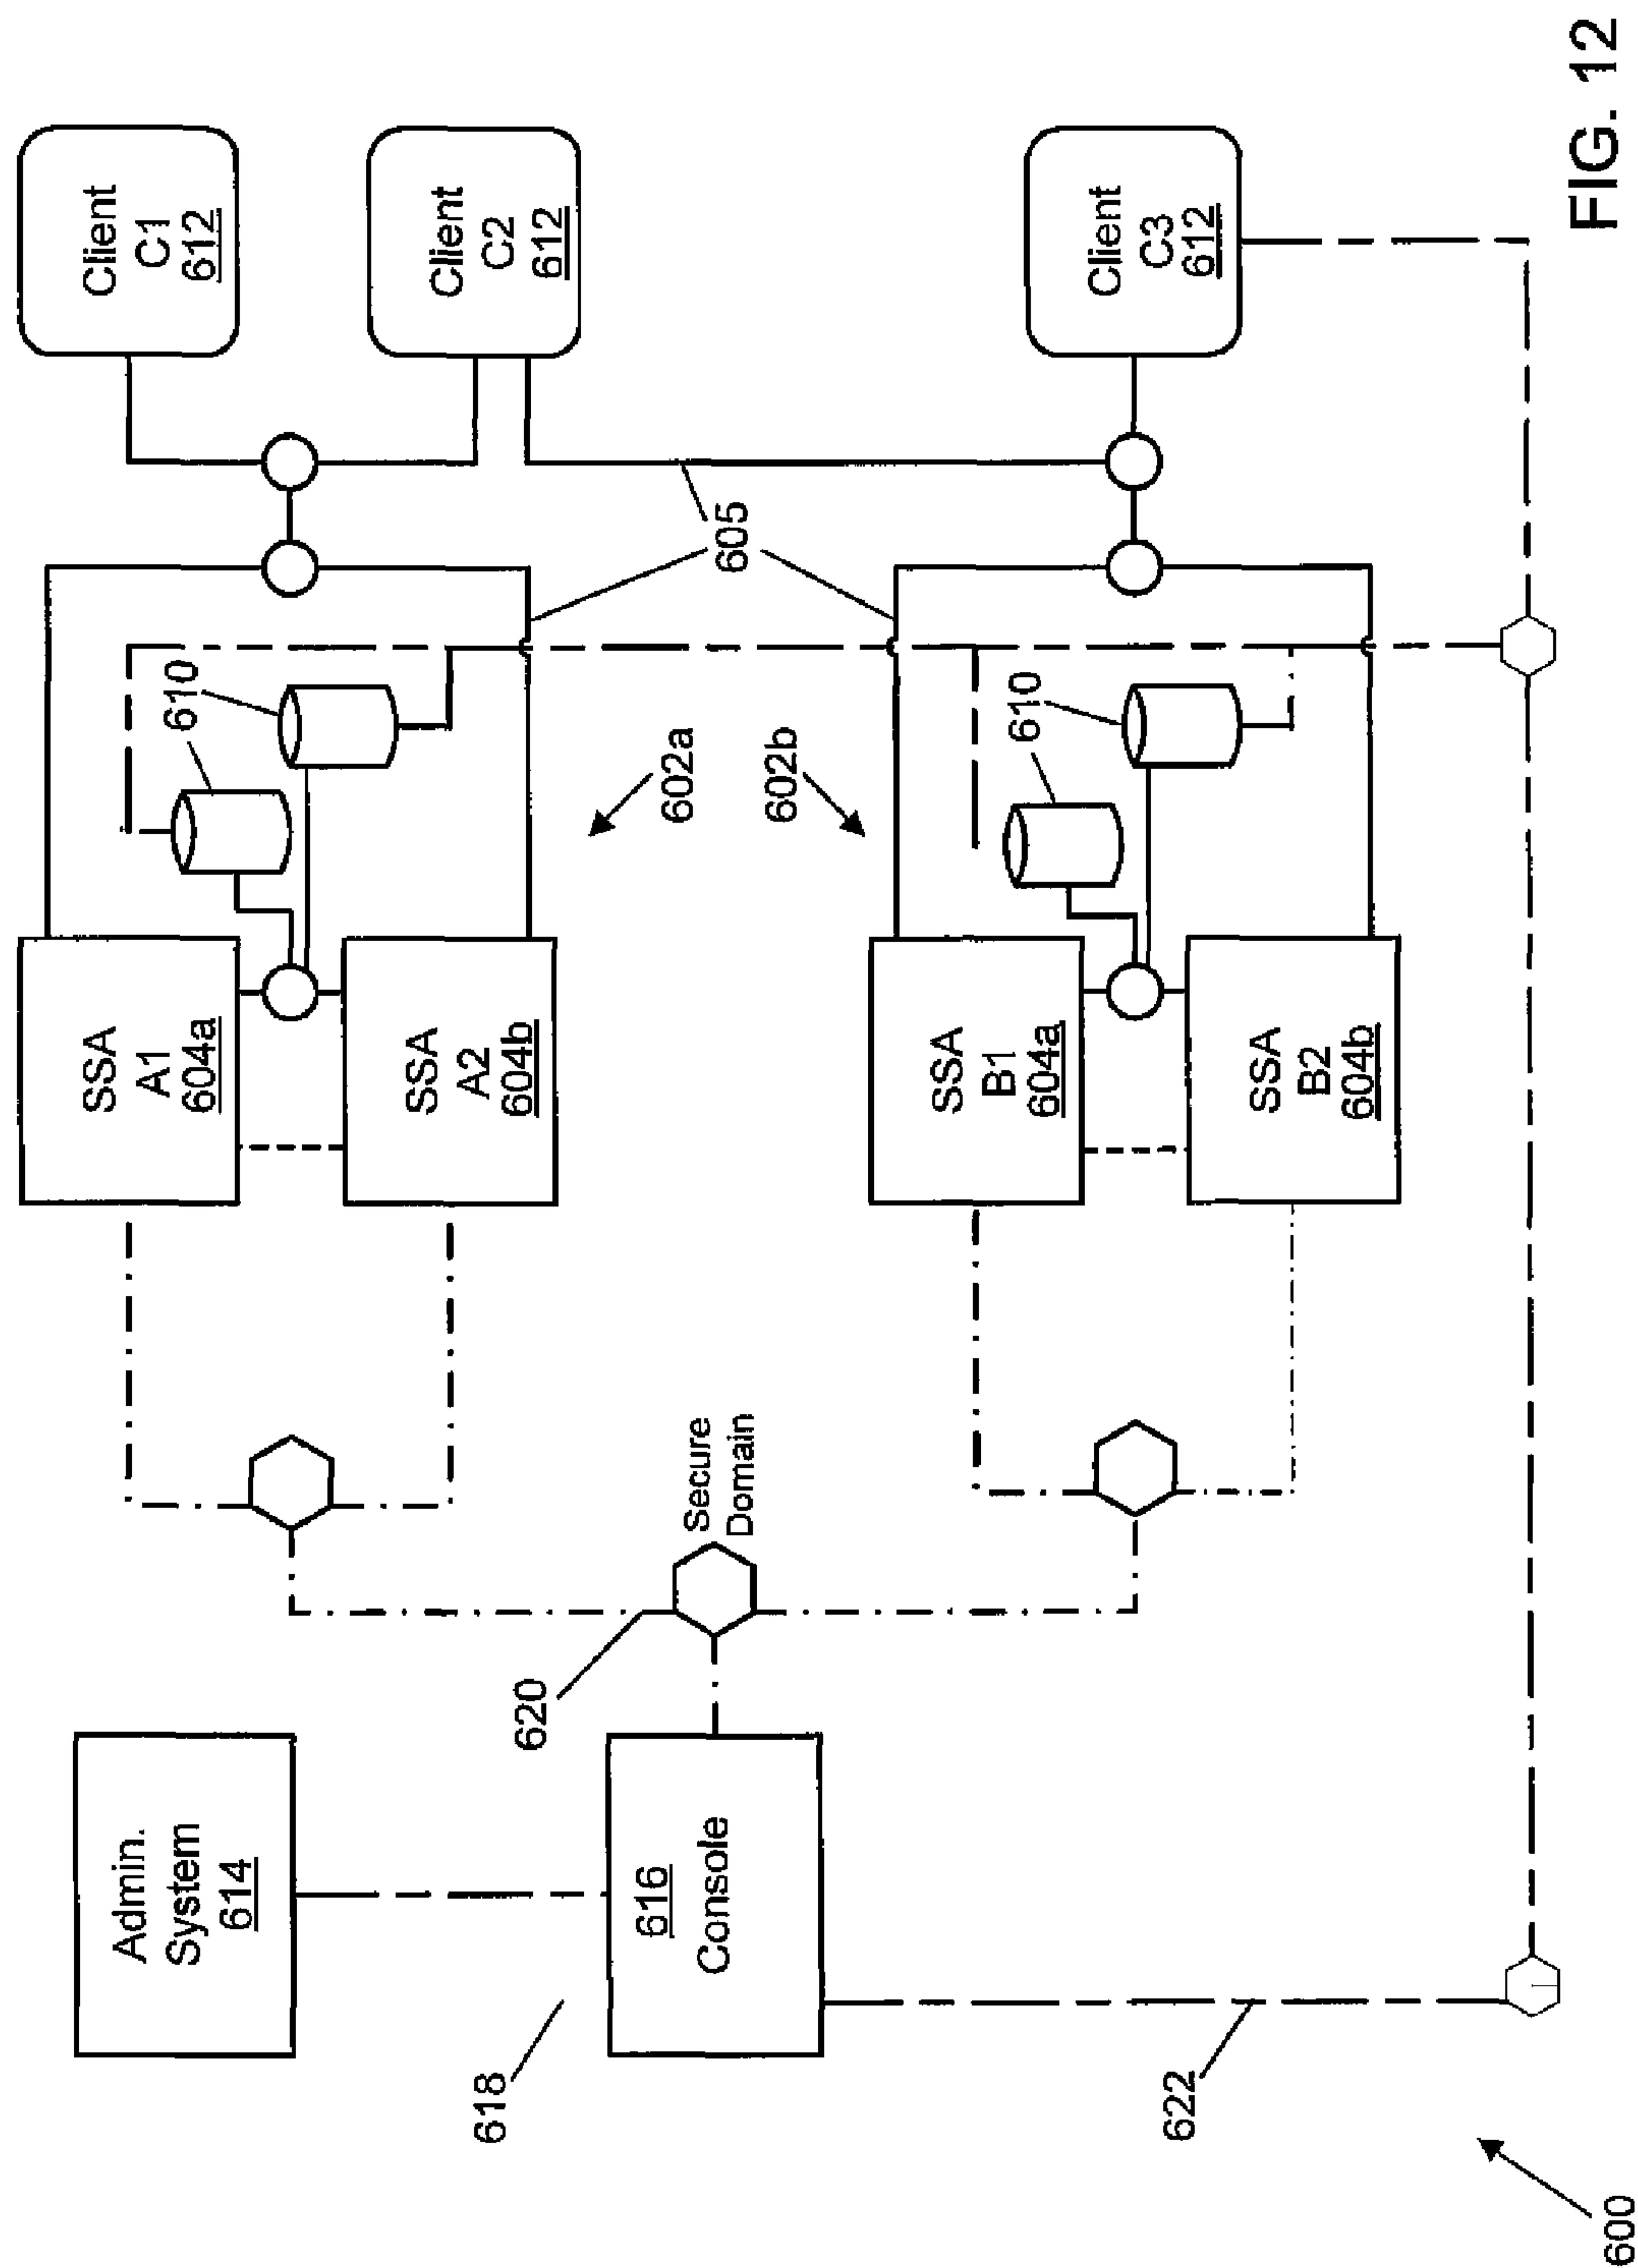 Client
C1
612
Client
C2
612
Client
C3
612
605
610
610
602a
602b
SSA
A1
604a
SSA
A2
604b
SSA
B1
604a
SSA
B2
604b
Secure
Domain
620
Admin.
System
614
616
Console
618
622
600
FIG. 12